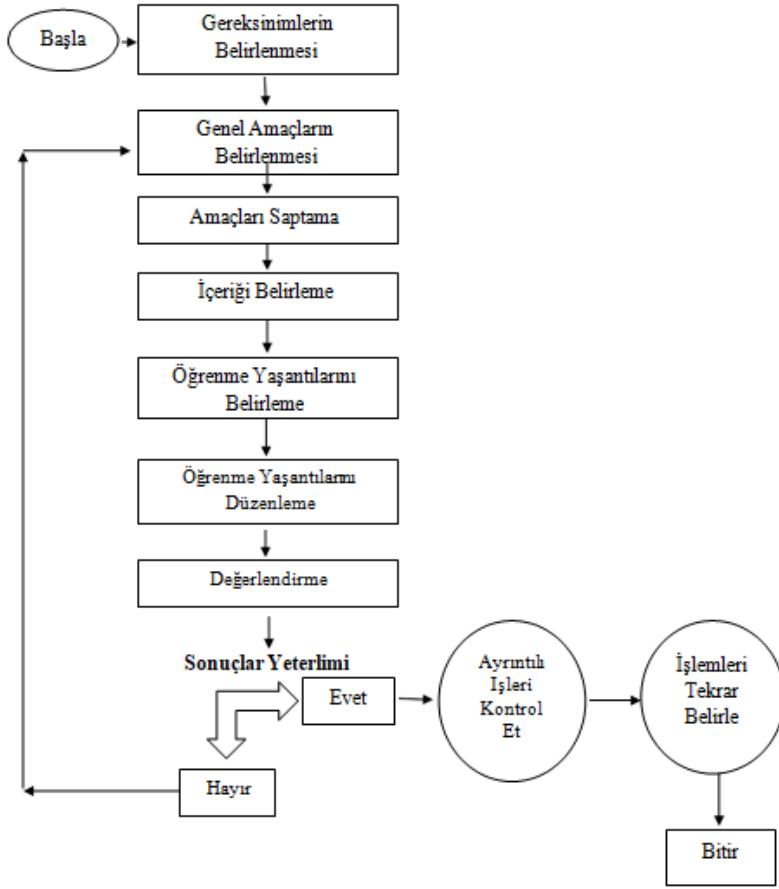 Başla
Gereksinimlerin
Belirlenmesi
Genel Amaçların
Belirlenmesi
Amaçları Saptama
İçeriği Belirleme
Öğrenme Yaşantılarını
Belirleme
Öğrenme Yaşantılarını
Düzenleme
Değerlendirme
Sonuçlar Yeterlimi
Evet
Hayır
Ayrıntılı
İşleri
Kontrol
Et
İşlemleri
Tekrar
Belirle
Bitir